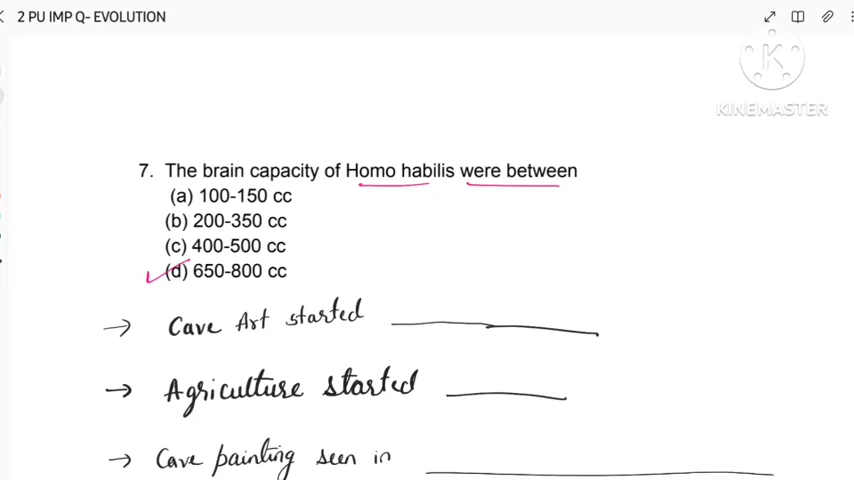 2 PU IMP Q- EVOLUTION
K
KINEMASTER
7. The brain capacity of Homo habilis were between
(a) 100-150 cc
(b) 200-350 cc
(c) 400-500 cc
(d) 650-800 cc
→ Cave Art started
→ Agriculture started
→ Cave painting seen in